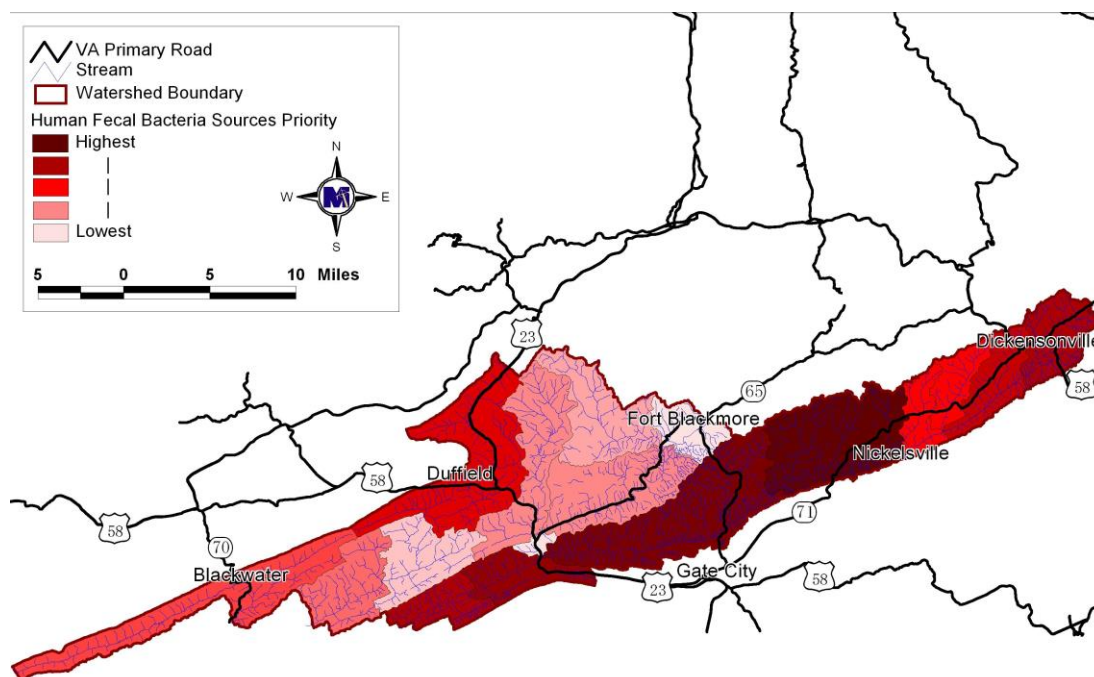 VA Primary Road
Stream
Watershed Boundary
Human Fecal Bacteria Sources Priority
Highest
Lowest
N
W
M
E
S
5 0 5 10 Miles
23
65
Dickensonville
58
Fort Blackmore
Nickelsville
Duffield
58
58
71
70
Blackwater
Gate City
23
58